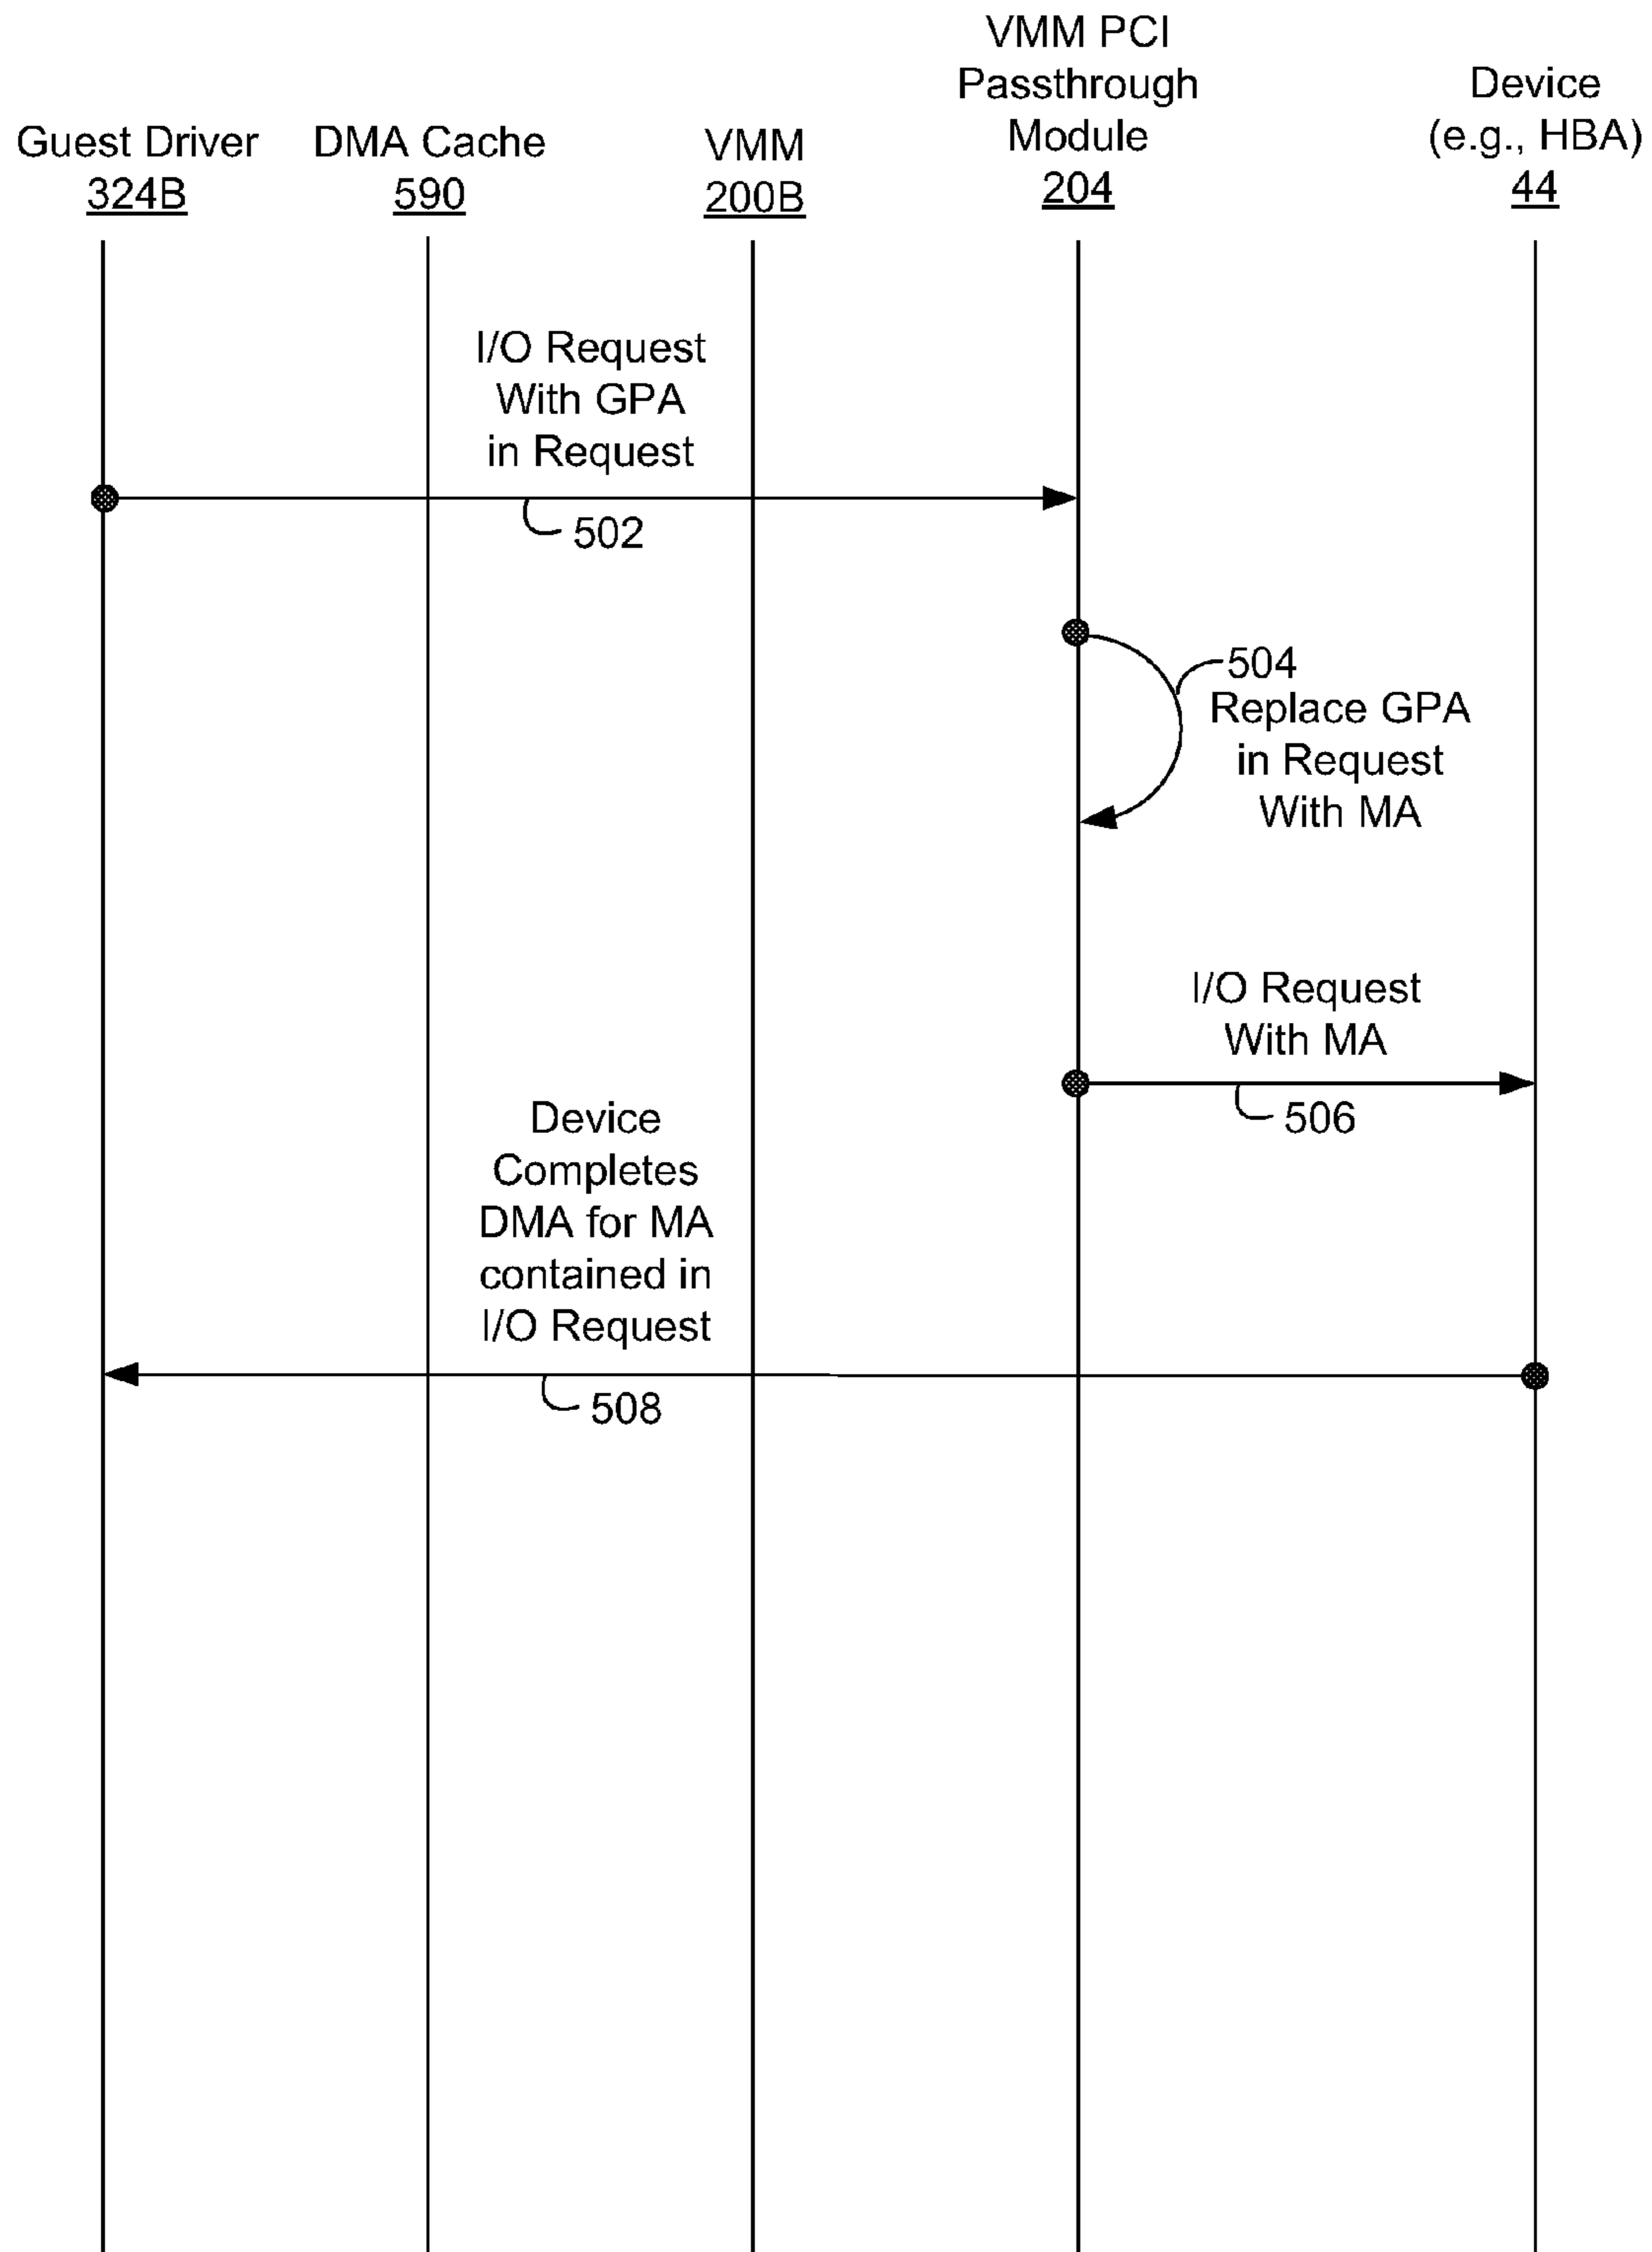 Guest Driver
324B
DMA Cache
590
VMM
200B
VMM PCI
Passthrough
Module
204
Device
(e.g., HBA)
44
I/O Request
With GPA
in Request
502
504
Replace GPA
in Request
With MA
I/O Request
With MA
506
Device
Completes
DMA for MA
contained in
I/O Request
508